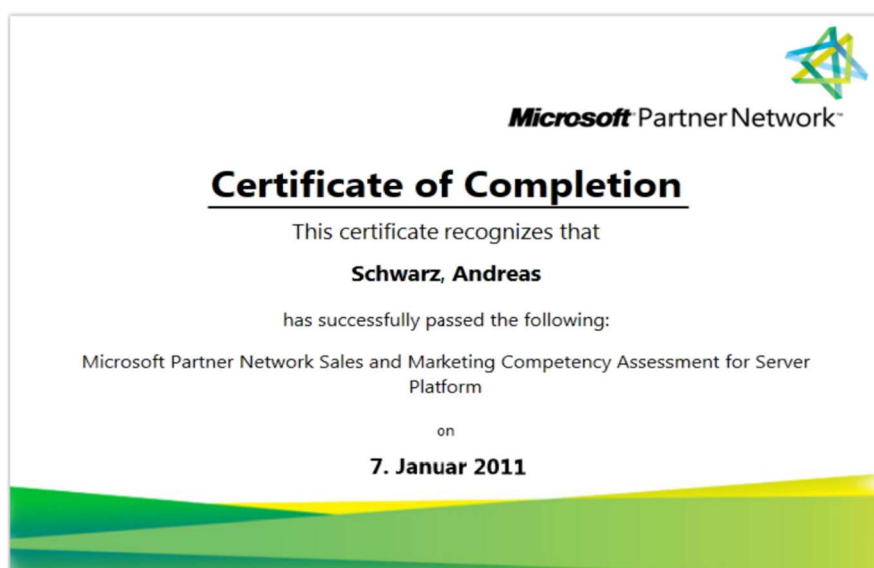 Microsoft Partner Network
Certificate of Completion
This certificate recognizes that
Schwarz, Andreas
has successfully passed the following:
Microsoft Partner Network Sales and Marketing Competency Assessment for Server
Platform
on
7. Januar 2011